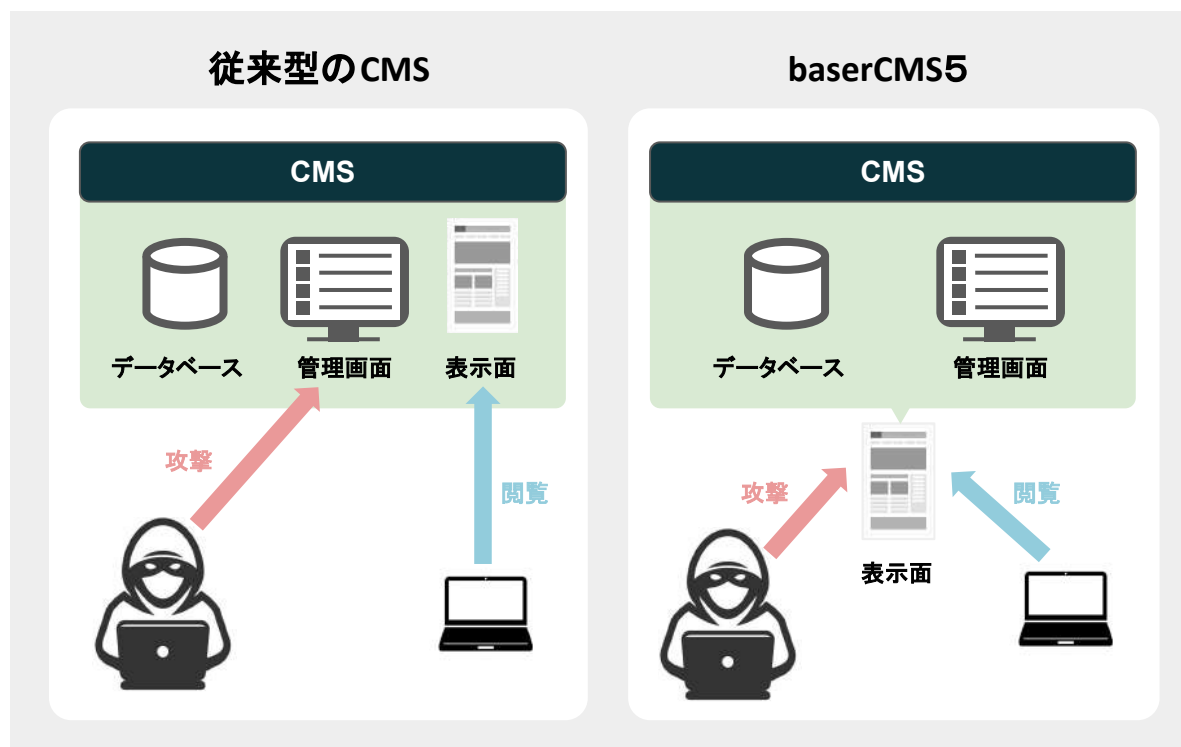 従来型のCMS
CMS
データベース
管理画面
表示面
攻撃
閲覧
baserCMS5
CMS
データベース
管理画面
攻撃
閲覧
表示面